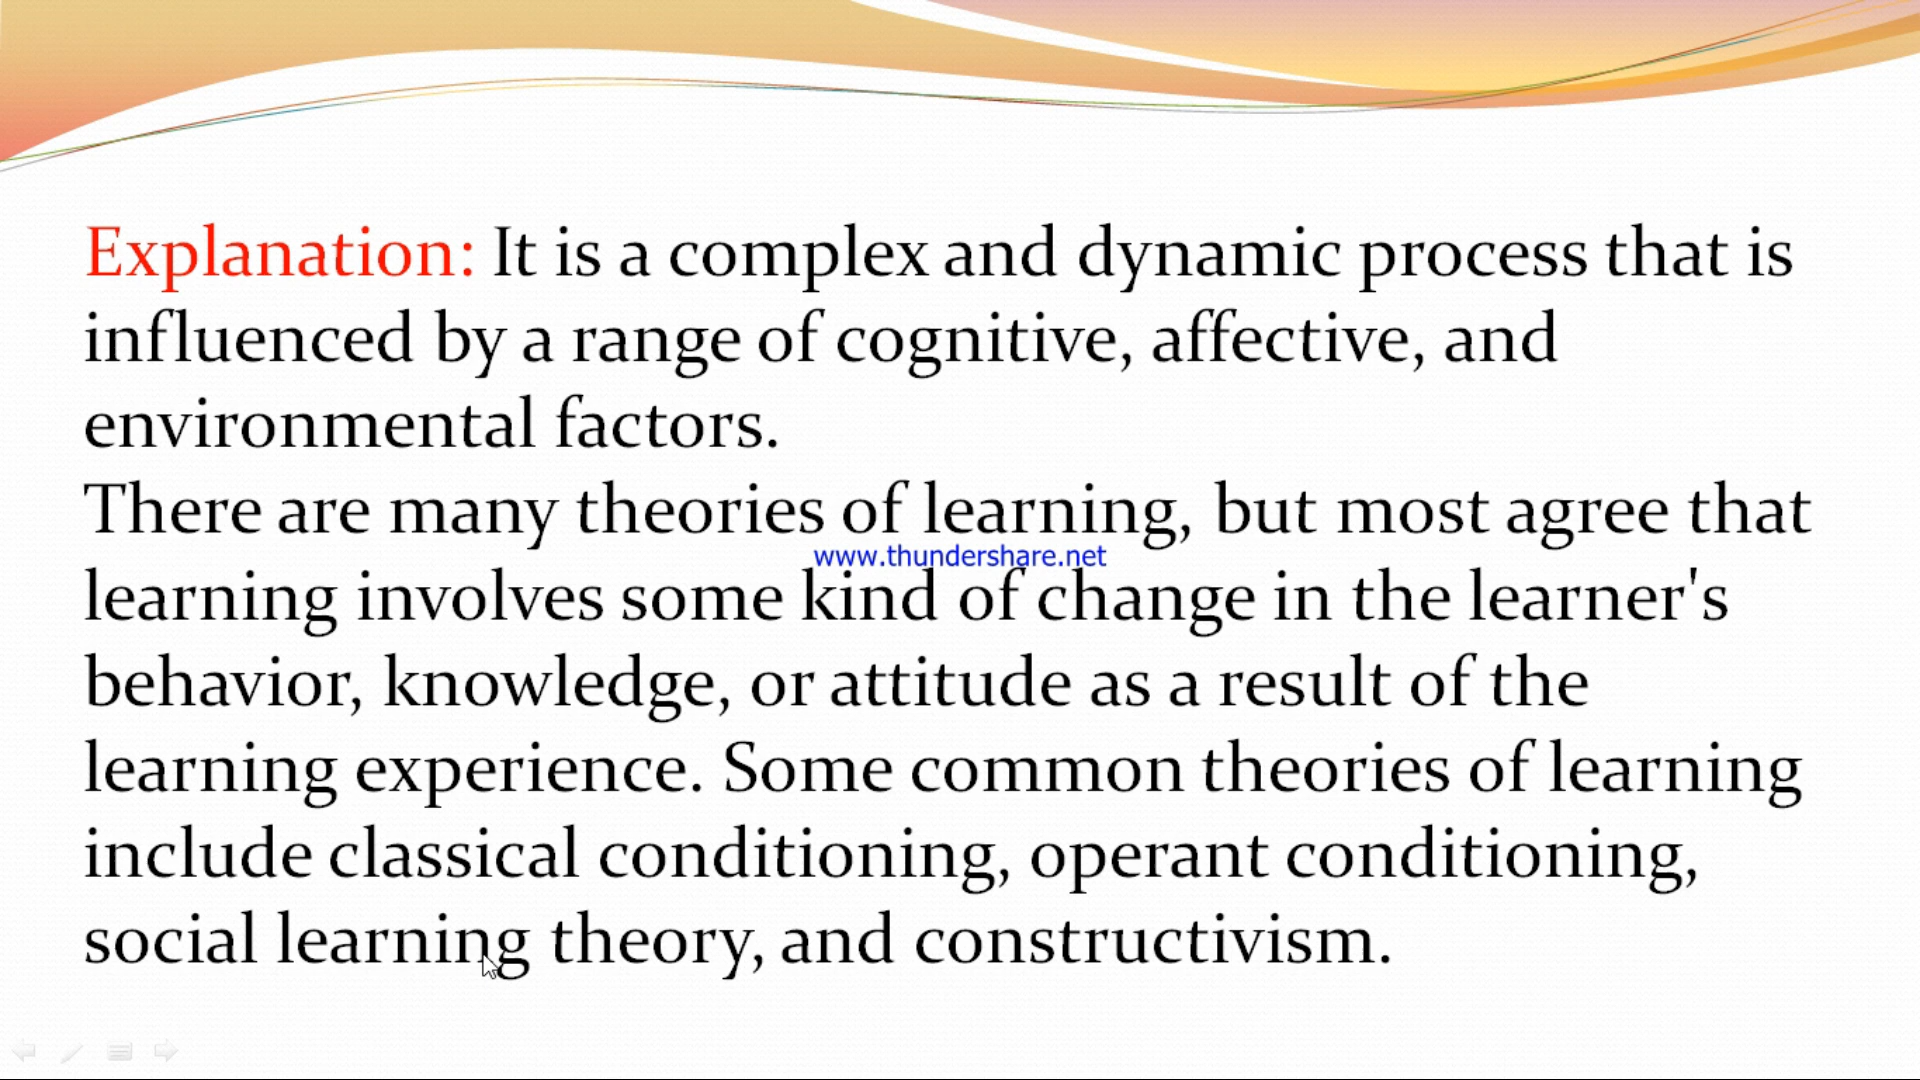 Explanation: It is a complex and dynamic process that is
influenced by a range of cognitive, affective, and
environmental factors.
There are many theories of learning, but most agree that
www.thundershare.net
learning involves some kind of change in the learner's
behavior, knowledge, or attitude as a result of the
learning experience. Some common theories of learning
include classical conditioning, operant conditioning,
social learning theory, and constructivism.